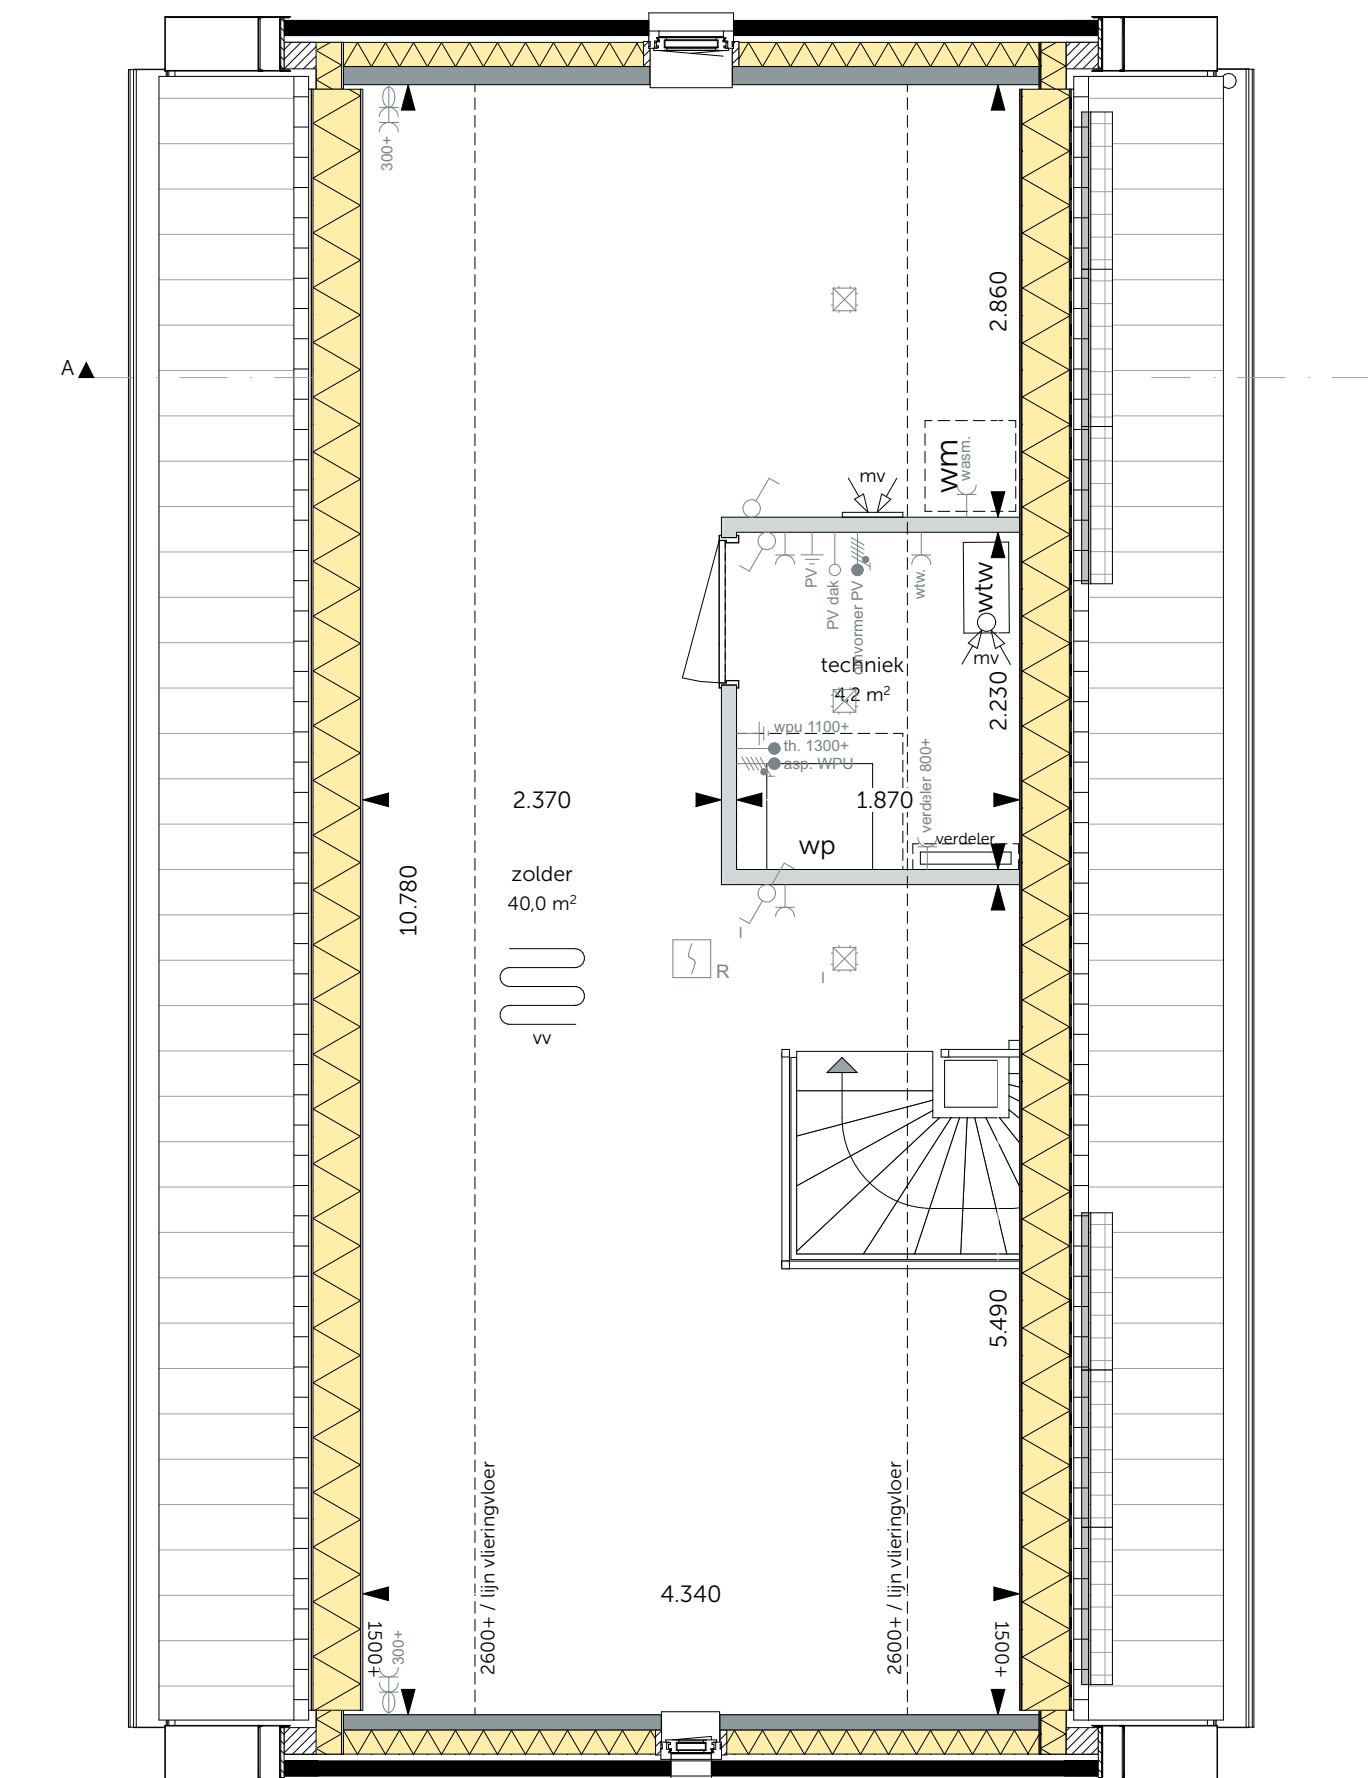 300+
2.860
A
wm
wasm.
mv
PV
PV dak
omvormer PV
wtw.
wtw
mv
techniek
4,2 m²
2.230
wpu 1100+
th. 1300+
asp. WPU
verdeler 800+
2.370
1.870
verdeler
wp
zolder
40,0 m²
10.780
R
vv
5.490
2600+ / lijn vlieringvloer
2600+ / lijn vlieringvloer
4.340
1500+
300+
1500+